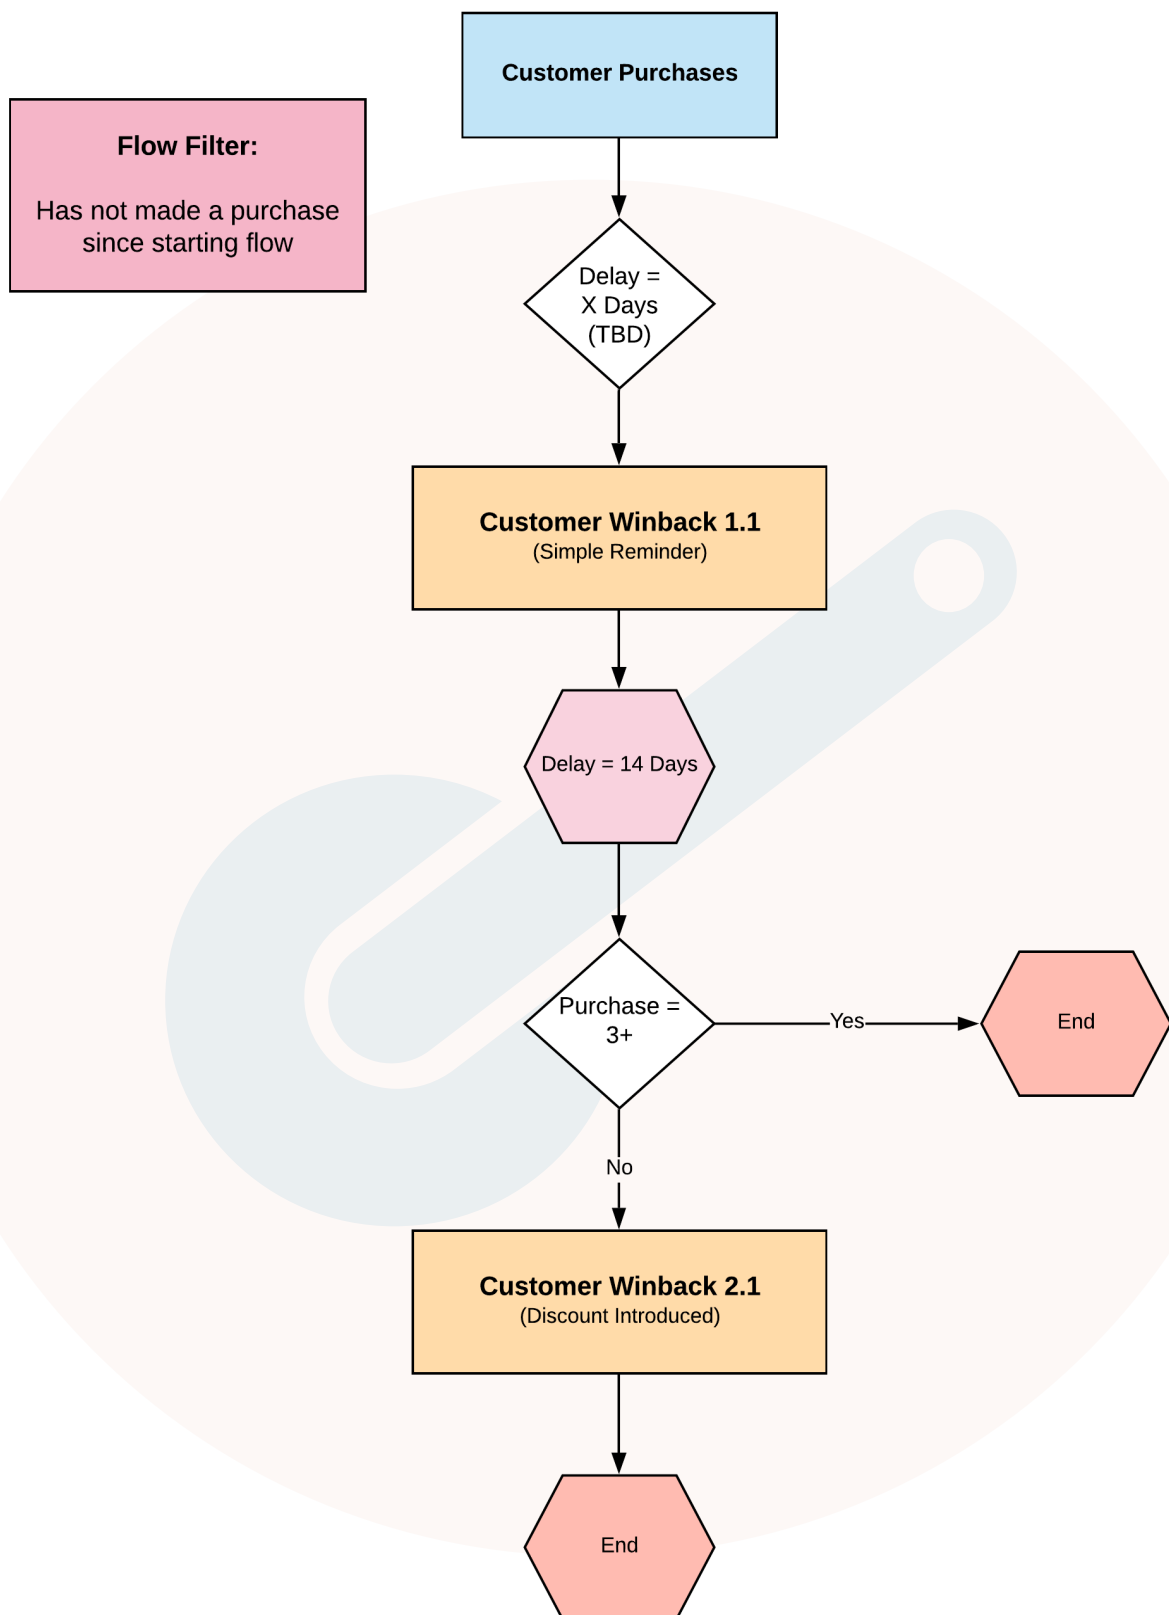 Customer Purchases
Flow Filter:
Has not made a purchase
since starting flow
Delay =
X Days
(TBD)
Customer Winback 1.1
(Simple Reminder)
Delay = 14 Days
Purchase =
3+
Yes
End
No
Customer Winback 2.1
(Discount Introduced)
End